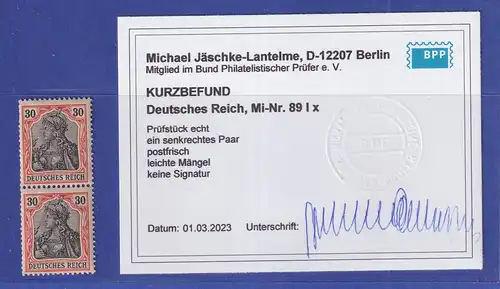 Michael Jäschke-Lantelme, D-12207 Berlin
Mitglied im Bund Philatelistischer Prüfer e. V.
BPP
KURZBEFUND
Deutsches Reich, Mi-Nr. 89 I x
Prüfstück echt
ein senkrechtes Paar
postfrisch
leichte Mängel
keine Signatur
Datum: 01.03.2023 Unterschrift:
30 30
DEUTSCHES REICH
30 30
DEUTSCHES REICH